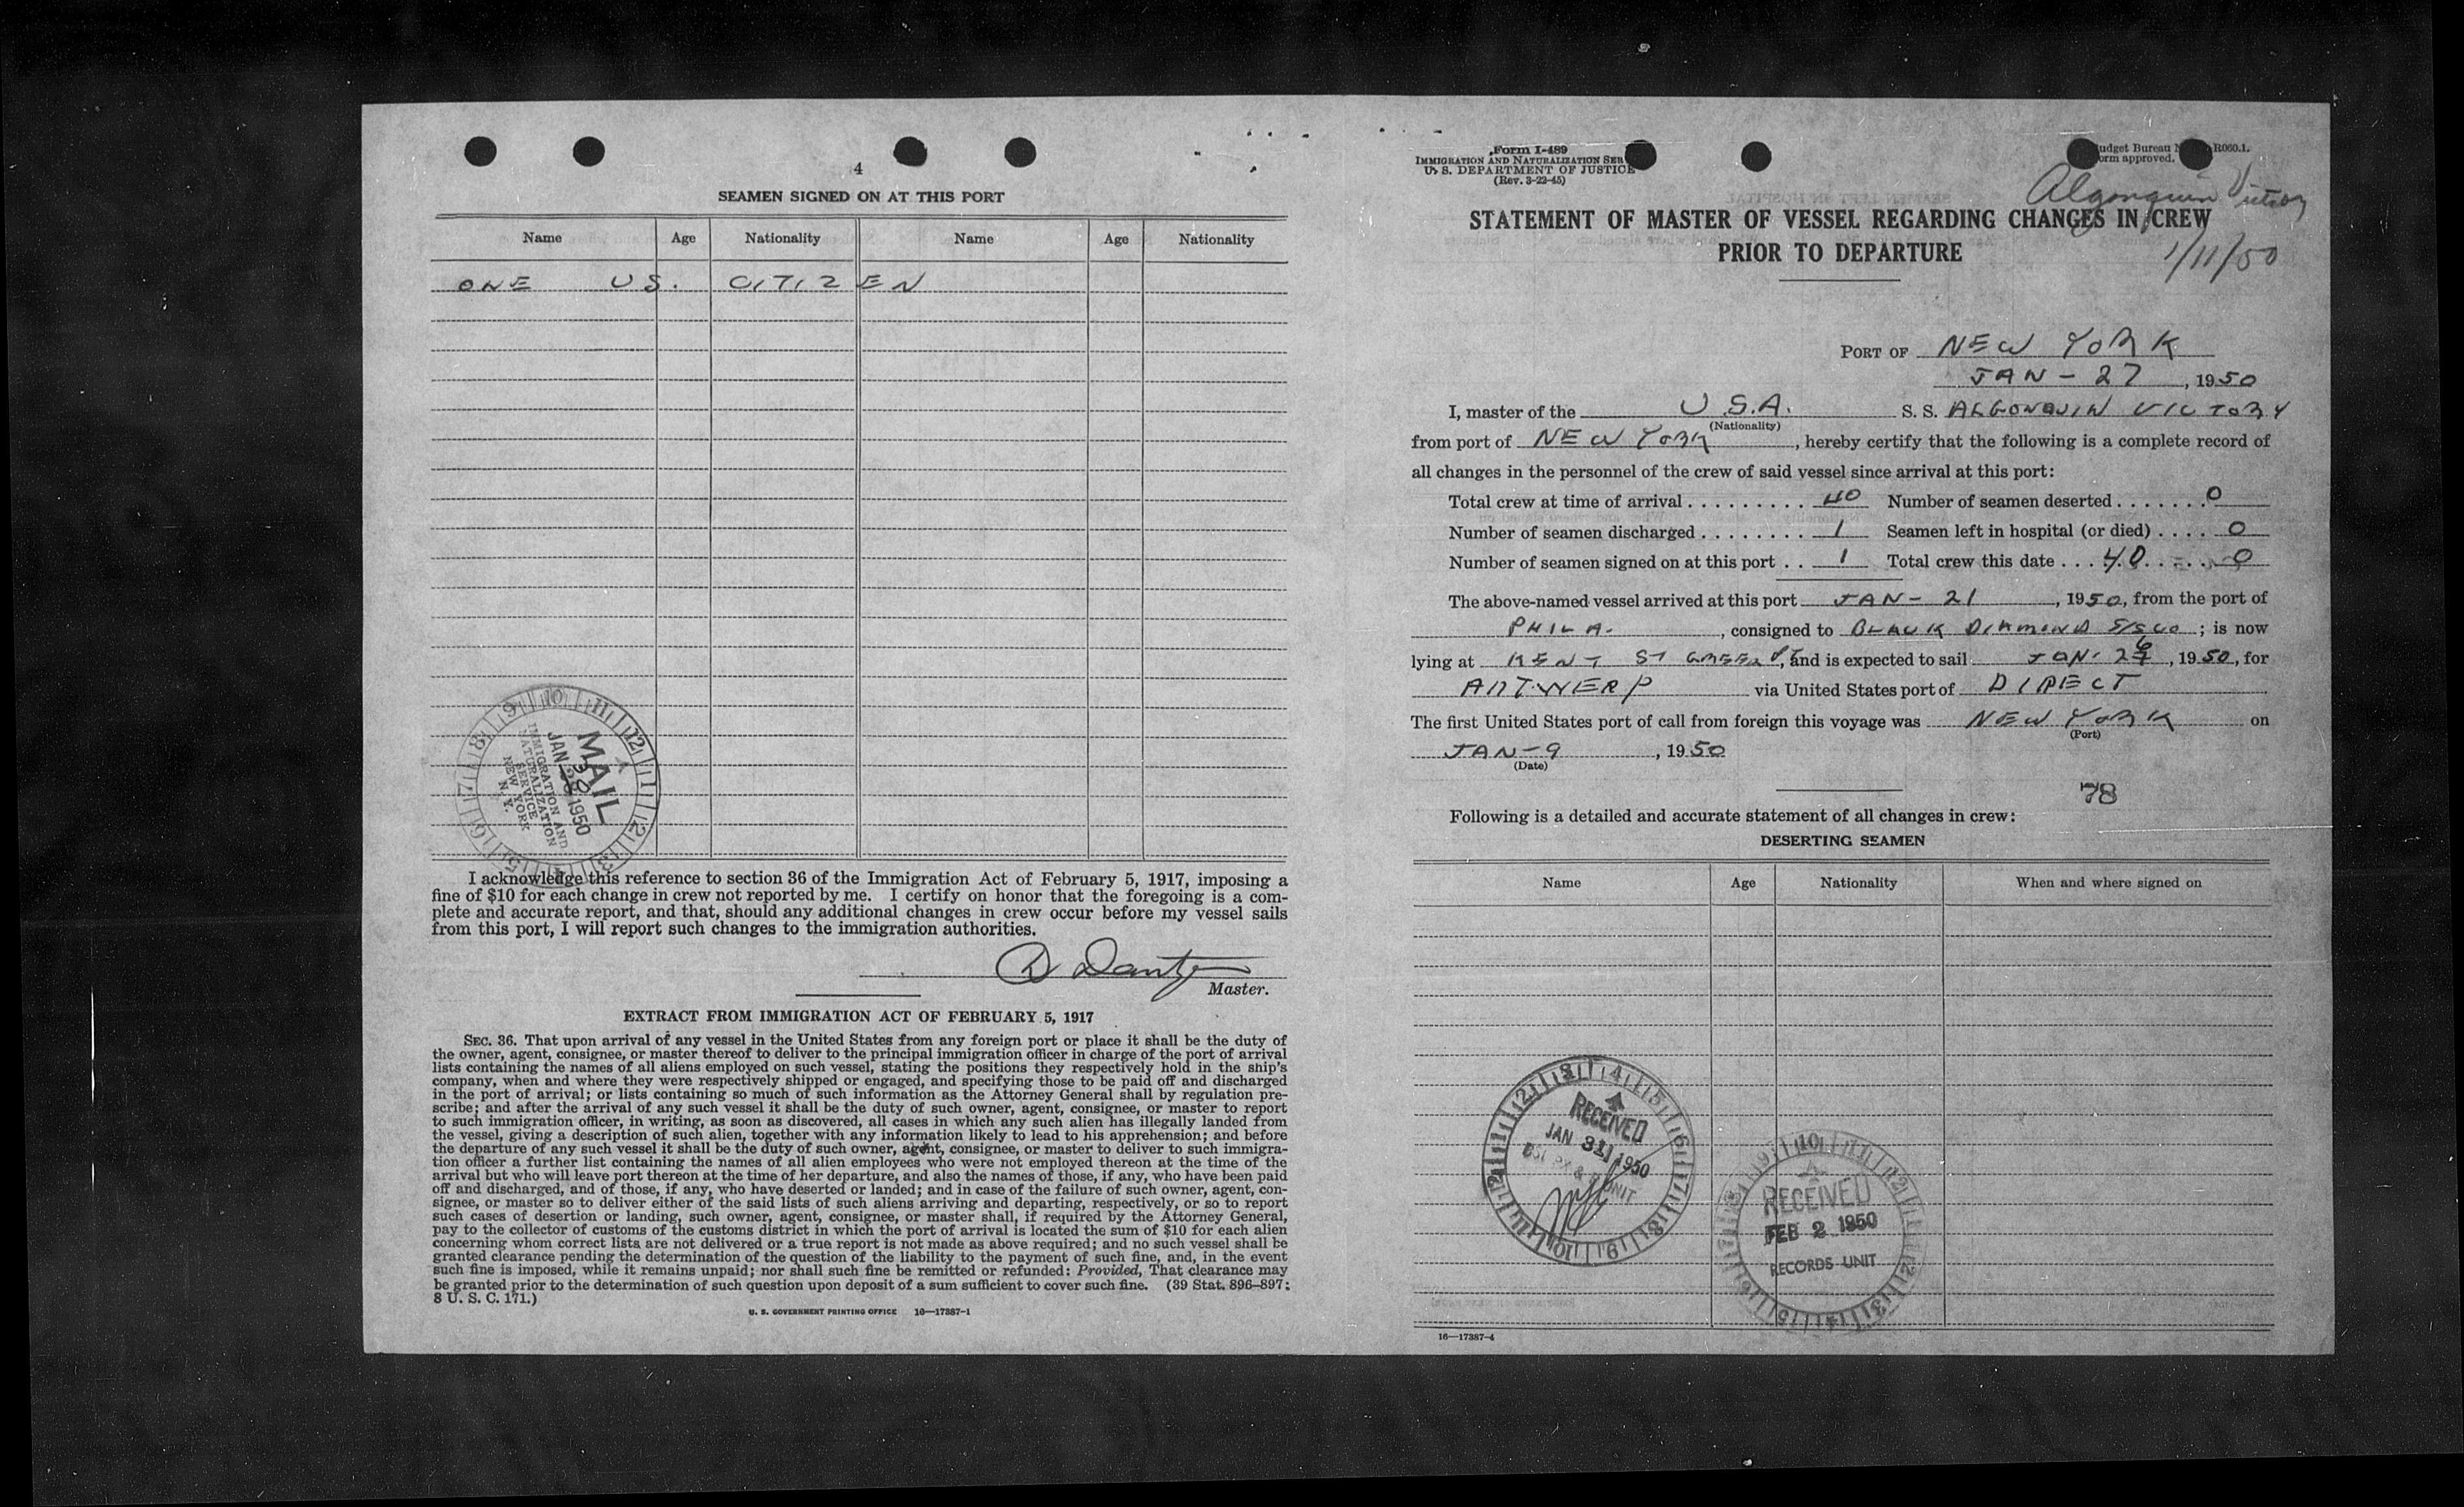 4
SEAMEN SIGNED ON AT THIS PORT
Name Age Nationality Name Age Nationality
ONE US. CITIZEN
MAIL
JAN 30 1950
IMMIGRATION AND
NATURALIZATION
SERVICE
NEW YORK
N. Y.
I acknowledge this reference to section 36 of the Immigration Act of February 5, 1917, imposing a
fine of $10 for each change in crew not reported by me. I certify on honor that the foregoing is a com-
plete and accurate report, and that, should any additional changes in crew occur before my vessel sails
from this port, I will report such changes to the immigration authorities.
Master.
EXTRACT FROM IMMIGRATION ACT OF FEBRUARY 5, 1917
SEC. 36. That upon arrival of any vessel in the United States from any foreign port or place it shall be the duty of
the owner, agent, consignee, or master thereof to deliver to the principal immigration officer in charge of the port of arrival
lists containing the names of all aliens employed on such vessel, stating the positions they respectively hold in the ship's
company, when and where they were respectively shipped or engaged, and specifying those to be paid off and discharged
in the port of arrival; or lists containing so much of such information as the Attorney General shall by regulation pre-
scribe; and after the arrival of any such vessel it shall be the duty of such owner, agent, consignee, or master to report
to such immigration officer, in writing, as soon as discovered, all cases in which any such alien has illegally landed from
the vessel, giving a description of such alien, together with any information likely to lead to his apprehension; and before
the departure of any such vessel it shall be the duty of such owner, agent, consignee, or master to deliver to such immigra-
tion officer a further list containing the names of all alien employees who were not employed thereon at the time of the
arrival but who will leave port thereon at the time of her departure, and also the names of those, if any, who have been paid
off and discharged, and of those, if any, who have deserted or landed; and in case of the failure of such owner, agent, con-
signee, or master so to deliver either of the said lists of such aliens arriving and departing, respectively, or so to report
such cases of desertion or landing, such owner, agent, consignee, or master shall, if required by the Attorney General,
pay to the collector of customs of the customs district in which the port of arrival is located the sum of $10 for each alien
concerning whom correct lists are not delivered or a true report is not made as above required; and no such vessel shall be
granted clearance pending the determination of the question of the liability to the payment of such fine, and, in the event
such fine is imposed, while it remains unpaid; nor shall such fine be remitted or refunded: Provided, That clearance may
be granted prior to the determination of such question upon deposit of a sum sufficient to cover such fine. (39 Stat. 896–897;
8 U. S. C. 171.)
U. S. GOVERNMENT PRINTING OFFICE 16—17387-1
Form I-489
IMMIGRATION AND NATURALIZATION SER
U. S. DEPARTMENT OF JUSTICE
(Rev. 3-22-45)
udget Bureau R060.1.
orm approved.
Algonquin Victory
1/11/50
STATEMENT OF MASTER OF VESSEL REGARDING CHANGES IN CREW
PRIOR TO DEPARTURE
PORT OF NEW YORK
JAN - 27, 1950
I, master of the U.S.A. S. S. ALGONQUIN VICTORY
(Nationality)
from port of NEW YORK, hereby certify that the following is a complete record of
all changes in the personnel of the crew of said vessel since arrival at this port:
Total crew at time of arrival 40 Number of seamen deserted 0
Number of seamen discharged 1 Seamen left in hospital (or died) 0
Number of seamen signed on at this port 1 Total crew this date 40 0
The above-named vessel arrived at this port JAN - 21, 1950, from the port of
PHILA., consigned to BLACK DIAMOND S/S CO; is now
lying at KENT ST, and is expected to sail JAN. 26, 1950, for
ANTWERP via United States port of DIRECT
The first United States port of call from foreign this voyage was NEW YORK on
(Port)
JAN - 9, 1950
(Date)
78
Following is a detailed and accurate statement of all changes in crew:
DESERTING SEAMEN
Name Age Nationality When and where signed on
RECEIVED
JAN 31 1950
UNIT
RECEIVED
FEB 2 1950
RECORDS UNIT
16—17387-4